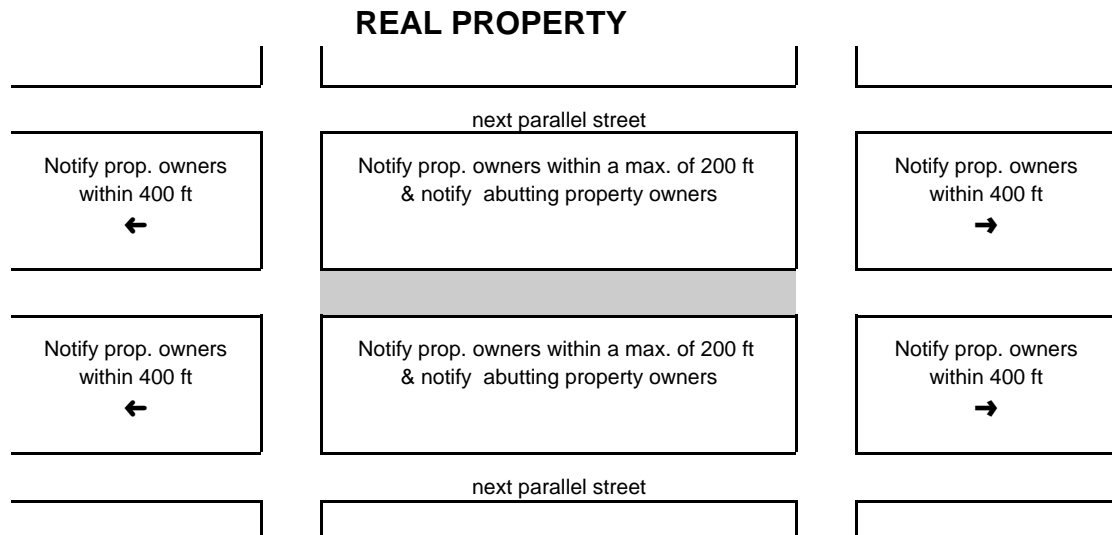 REAL PROPERTY
next parallel street
Notify prop. owners
within 400 ft
Notify prop. owners within a max. of 200 ft
& notify abutting property owners
Notify prop. owners
within 400 ft
Notify prop. owners
within 400 ft
Notify prop. owners within a max. of 200 ft
& notify abutting property owners
Notify prop. owners
within 400 ft
next parallel street